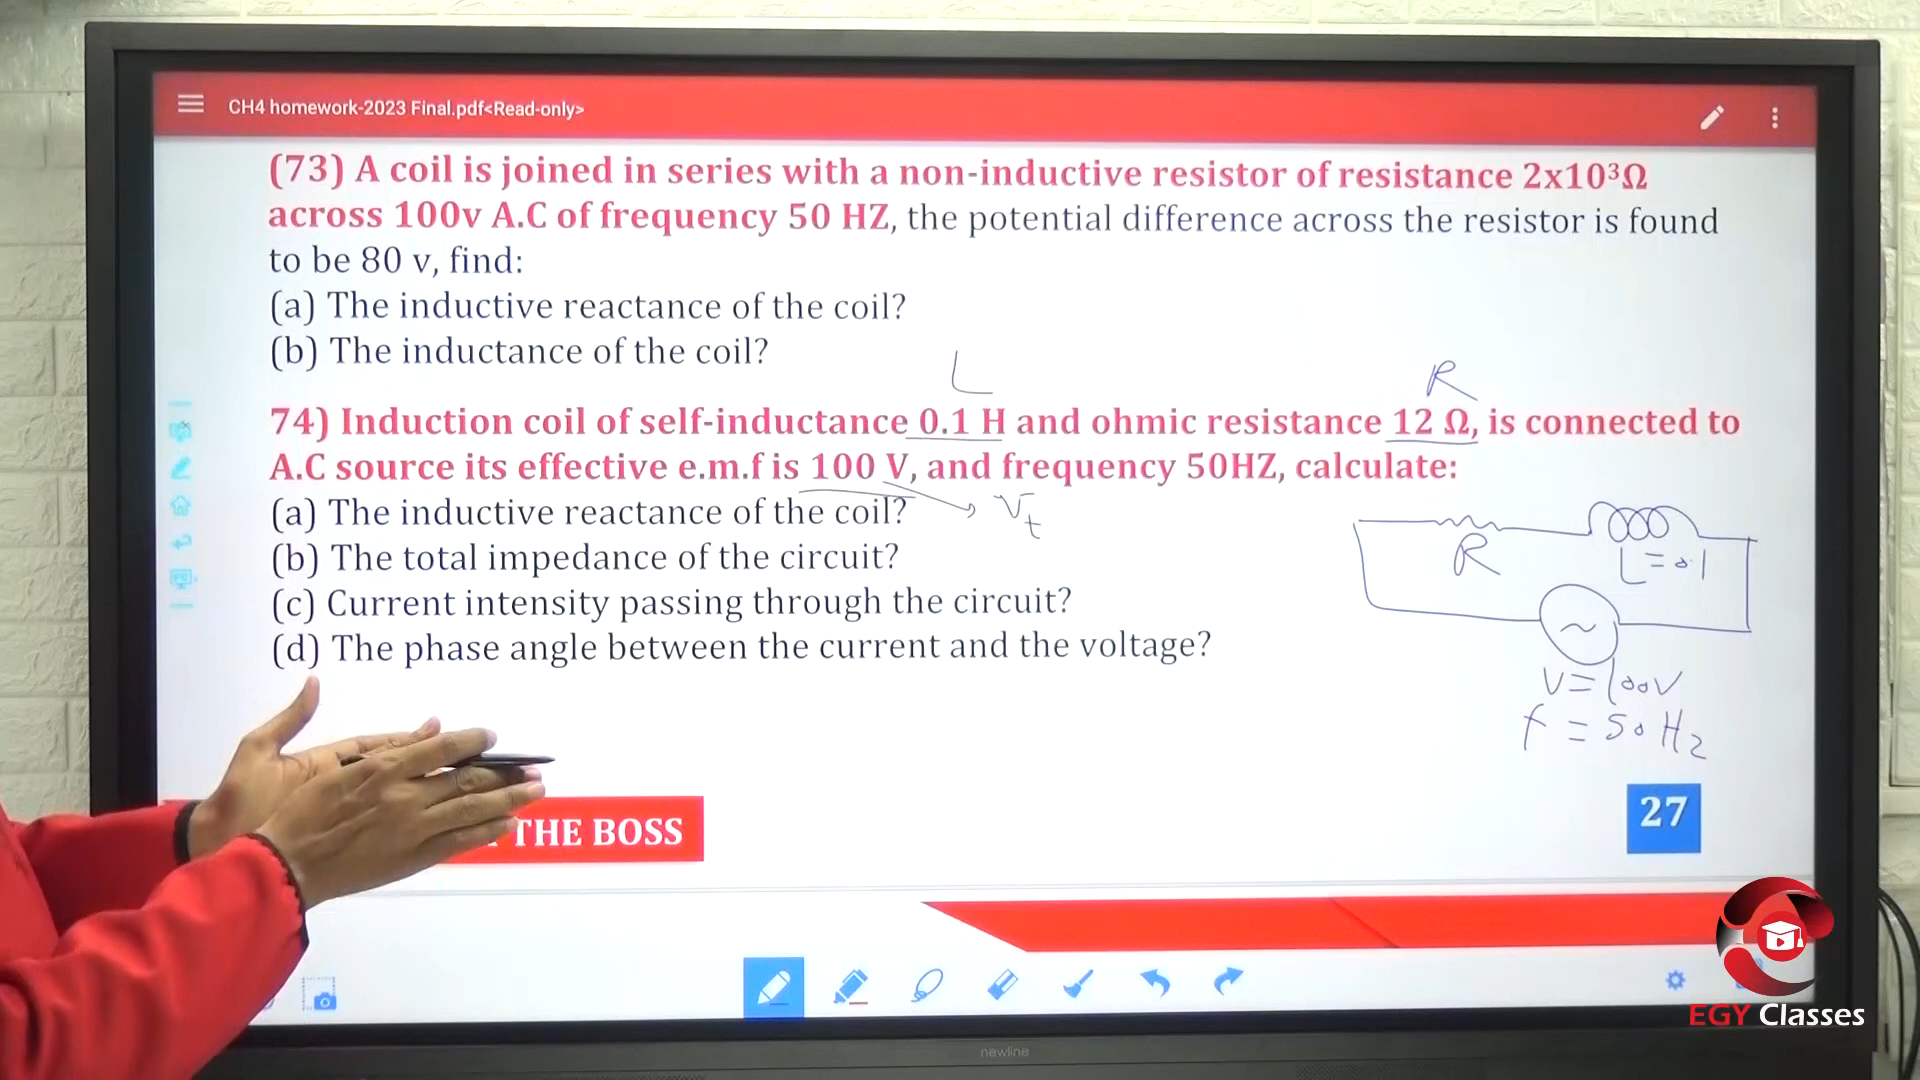 CH4 homework-2023 Final.pdf<Read-only>
(73) A coil is joined in series with a non-inductive resistor of resistance 2x10³Ω
across 100v A.C of frequency 50 HZ, the potential difference across the resistor is found
to be 80 v, find:
(a) The inductive reactance of the coil?
(b) The inductance of the coil?
L
R
74) Induction coil of self-inductance 0.1 H and ohmic resistance 12 Ω, is connected to
A.C source its effective e.m.f is 100 V, and frequency 50HZ, calculate:
(a) The inductive reactance of the coil?
Vt
(b) The total impedance of the circuit?
R
L = 0.1
(c) Current intensity passing through the circuit?
~
(d) The phase angle between the current and the voltage?
V = 100V
f = 50 Hz
THE BOSS
27
EGY Classes
newline